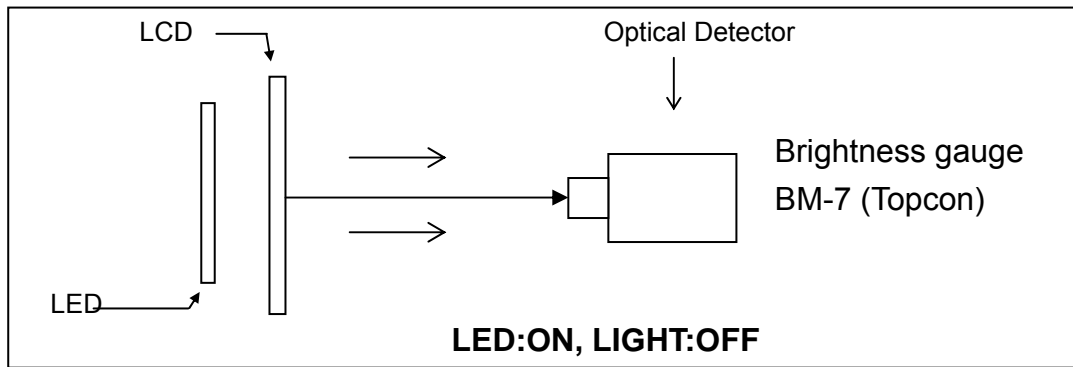 LCD
Optical Detector
Brightness gauge
BM-7 (Topcon)
LED
LED:ON, LIGHT:OFF